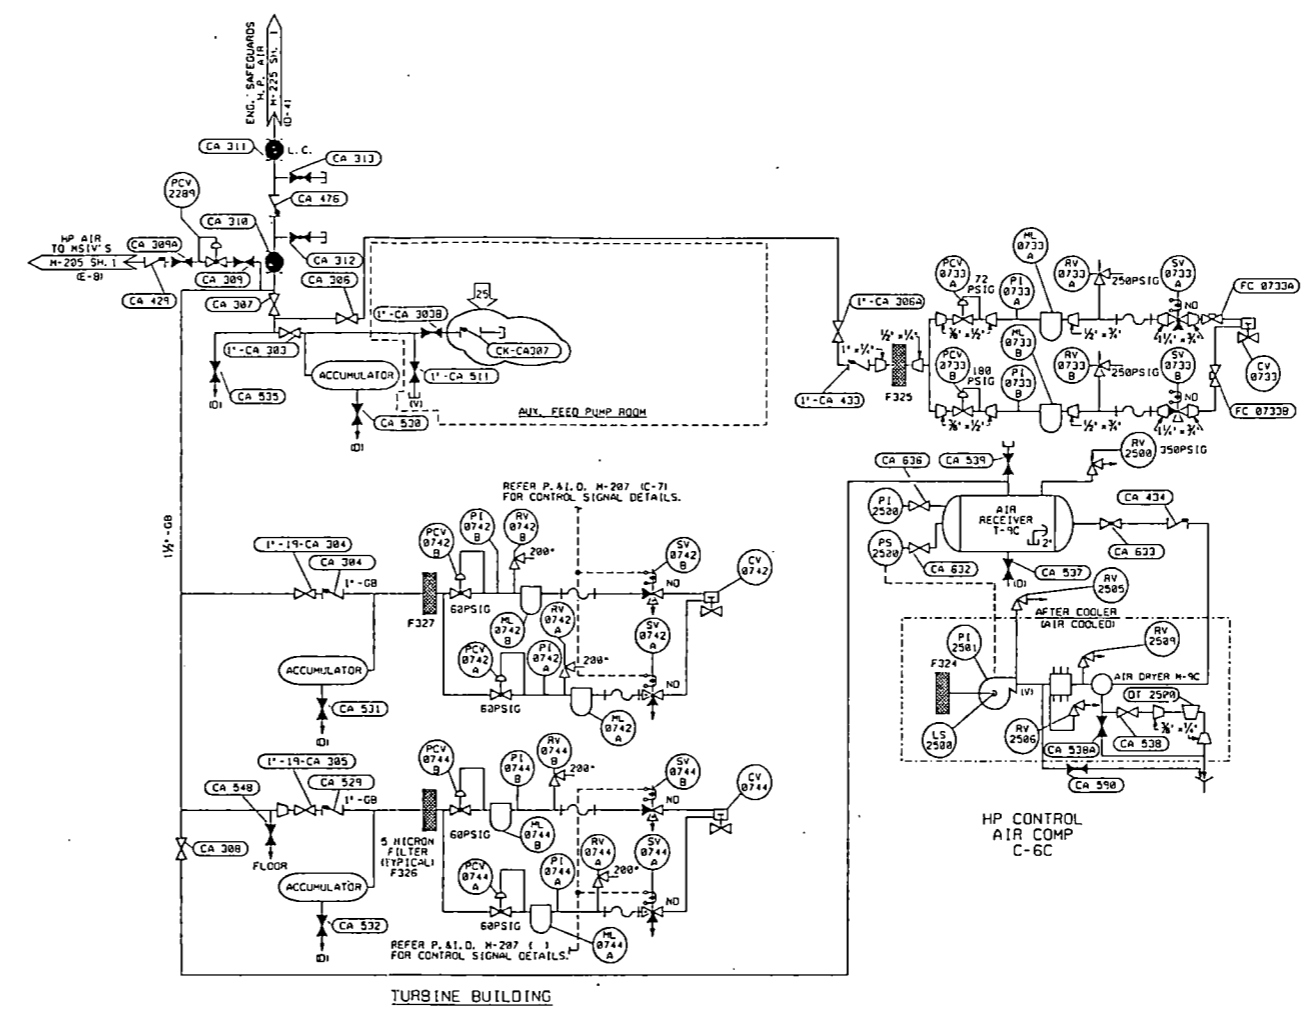 ENG. SAFEGUARDS
H.P. AIR
M-225 SH. 1
(D-4)
CA 311
L.C.
CA 313
PCV
2289
CA 476
CA 310
HP AIR
TO MSIV'S
CA 309A
M-205 SH. 1
(E-8)
CA 309
CA 312
CA 306
CA 429
CA 307
25
1"-CA 303B
CK-CA307
1"-CA 303
ACCUMULATOR
1"-CA 511
CA 535
(D)
(V)
CA 530
(D)
AUX. FEED PUMP ROOM
1"-CA 306A
1"-CA 433
F325
PCV
0733
A
72
PSIG
PI
0733
A
ML
0733
A
RV
0733
A
250PSIG
SV
0733
A
NO
FC 0733A
PCV
0733
B
180
PSIG
PI
0733
B
ML
0733
B
RV
0733
B
250PSIG
SV
0733
B
NO
CV
0733
FC 0733B
CA 539
RV
2500
350PSIG
CA 636
PI
2520
AIR
RECEIVER
T-9C
2"
CA 434
PS
2520
CA 633
CA 632
CA 537
(D)
RV
2505
AFTER COOLER
(AIR COOLED)
PI
2501
RV
2509
F324
(V)
AIR DRYER M-9C
DT 2500
LS
2500
RV
2506
CA 538A
CA 538
CA 590
HP CONTROL
AIR COMP
C-6C
1½"-GB
REFER P.&I.D. M-207 (C-7)
FOR CONTROL SIGNAL DETAILS.
1"-19-CA 304
CA 304
1"-GB
PCV
0742
B
PI
0742
B
RV
0742
B
200#
SV
0742
B
NO
CV
0742
F327
60PSIG
ML
0742
B
RV
0742
A
SV
0742
A
ACCUMULATOR
PCV
0742
A
PI
0742
A
200#
NO
60PSIG
ML
0742
A
CA 531
(D)
1"-19-CA 305
CA 529
1"-GB
CA 548
PCV
0744
B
PI
0744
B
RV
0744
B
200#
SV
0744
B
NO
CV
0744
CA 308
FLOOR
5 MICRON
FILTER
(TYPICAL)
F326
60PSIG
ML
0744
B
RV
0744
A
SV
0744
A
ACCUMULATOR
PCV
0744
A
PI
0744
A
200#
NO
60PSIG
ML
0744
A
CA 532
(D)
REFER P.&I.D. M-207 ( )
FOR CONTROL SIGNAL DETAILS.
TURBINE BUILDING